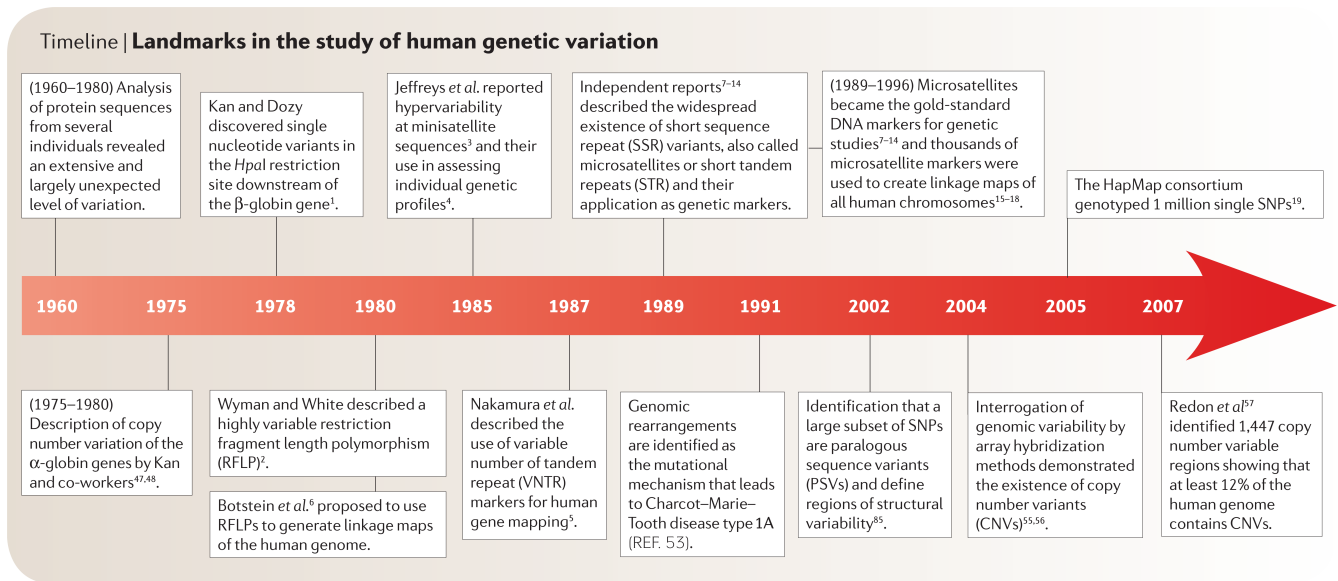 Timeline | Landmarks in the study of human genetic variation
(1960–1980) Analysis
of protein sequences
from several
individuals revealed
an extensive and
largely unexpected
level of variation.
Kan and Dozy
discovered single
nucleotide variants in
the HpaI restriction
site downstream of
the β-globin gene¹.
Jeffreys et al. reported
hypervariability
at minisatellite
sequences³ and their
use in assessing
individual genetic
profiles⁴.
Independent reports⁷⁻¹⁴
described the widespread
existence of short sequence
repeat (SSR) variants, also called
microsatellites or short tandem
repeats (STR) and their
application as genetic markers.
(1989–1996) Microsatellites
became the gold-standard
DNA markers for genetic
studies⁷⁻¹⁴ and thousands of
microsatellite markers were
used to create linkage maps of
all human chromosomes¹⁵⁻¹⁸.
The HapMap consortium
genotyped 1 million single SNPs¹⁹.
1960 1975 1978 1980 1985 1987 1989 1991 2002 2004 2005 2007
(1975–1980)
Description of copy
number variation of the
α-globin genes by Kan
and co-workers⁴⁷,⁴⁸.
Wyman and White described a
highly variable restriction
fragment length polymorphism
(RFLP)².
Botstein et al.⁶ proposed to use
RFLPs to generate linkage maps
of the human genome.
Nakamura et al.
described the
use of variable
number of tandem
repeat (VNTR)
markers for human
gene mapping⁵.
Genomic
rearrangements
are identified as
the mutational
mechanism that leads
to Charcot–Marie–
Tooth disease type 1A
(REF. 53).
Identification that a
large subset of SNPs
are paralogous
sequence variants
(PSVs) and define
regions of structural
variability⁸⁵.
Interrogation of
genomic variability by
array hybridization
methods demonstrated
the existence of copy
number variants
(CNVs)⁵⁵,⁵⁶.
Redon et al⁵⁷
identified 1,447 copy
number variable
regions showing that
at least 12% of the
human genome
contains CNVs.